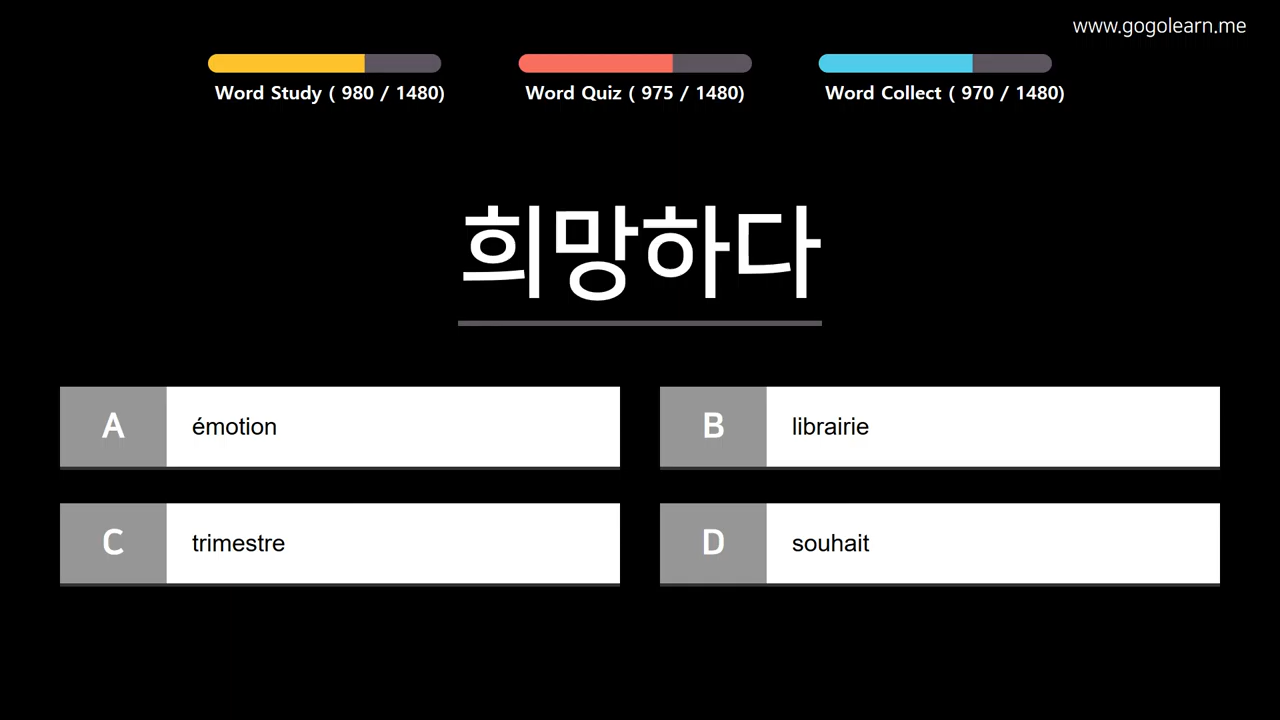 www.gogolearn.me
Word Study ( 980 / 1480)
Word Quiz ( 975 / 1480)
Word Collect ( 970 / 1480)
희망하다
A émotion
B librairie
C trimestre
D souhait